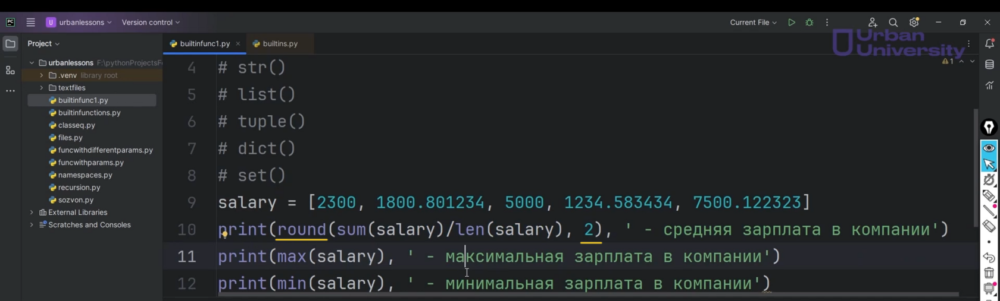 PC U urbanlessons Version control Current File
Urban
University
Project
builtinfunc1.py builtins.py
urbanlessons F:\pythonProjectsF
.venv library root
textfiles
builtinfunc1.py
builtinfunctions.py
classeq.py
files.py
funcwithdifferentparams.py
funcwithparams.py
namespaces.py
recursion.py
sozvon.py
External Libraries
Scratches and Consoles
1
4 # str()
5 # list()
6 # tuple()
7 # dict()
8 # set()
9 salary = [2300, 1800.801234, 5000, 1234.583434, 7500.122323]
10 print(round(sum(salary)/len(salary), 2), ' - средняя зарплата в компании')
11 print(max(salary), ' - максимальная зарплата в компании')
12 print(min(salary), ' - минимальная зарплата в компании')